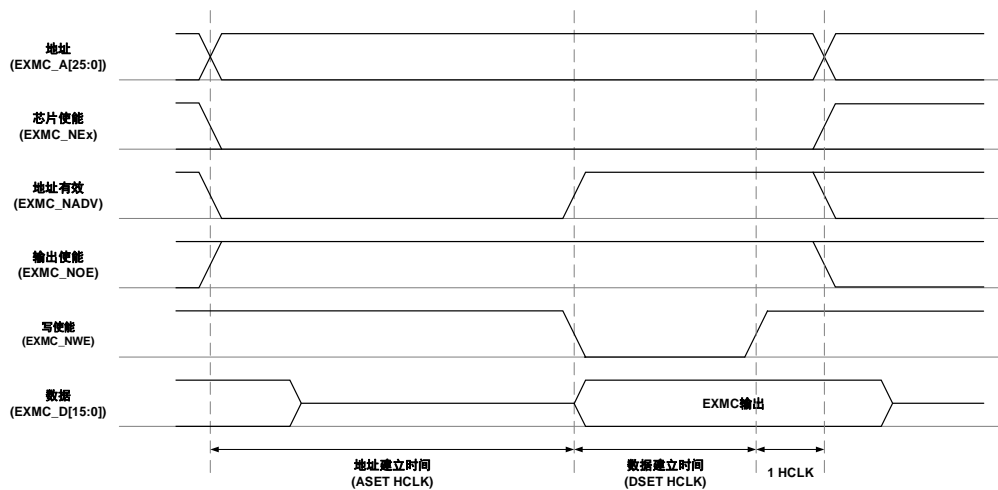 地址
(EXMC_A[25:0])
芯片使能
(EXMC_NEx)
地址有效
(EXMC_NADV)
输出使能
(EXMC_NOE)
写使能
(EXMC_NWE)
数据
(EXMC_D[15:0])
EXMC输出
地址建立时间
(ASET HCLK)
数据建立时间
(DSET HCLK)
1 HCLK